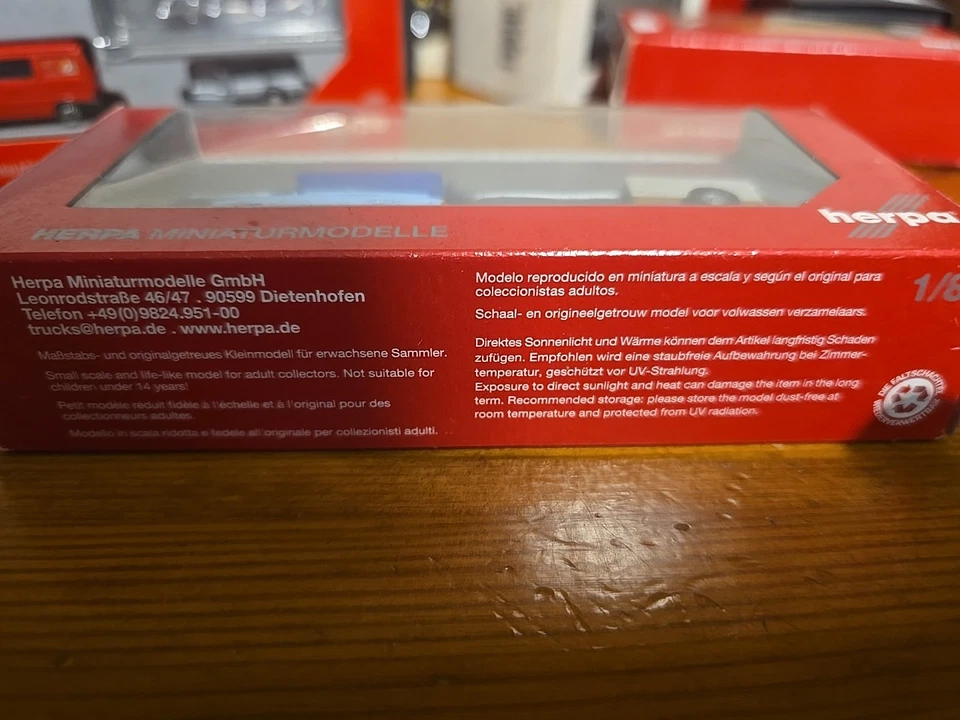 HERPA MINIATURMODELLE
herpa
Herpa Miniaturmodelle GmbH
Leonrodstraße 46/47 . 90599 Dietenhofen
Telefon +49(0)9824.951-00
trucks@herpa.de . www.herpa.de
Maßstabs- und originalgetreues Kleinmodell für erwachsene Sammler.
Small scale and life-like model for adult collectors. Not suitable for
children under 14 years!
Petit modèle réduit fidèle à l'échelle et à l'original pour des
collectionneurs adultes.
Modello in scala ridotta e fedele all'originale per collezionisti adulti.
Modelo reproducido en miniatura a escala y según el original para
coleccionistas adultos.
Schaal- en origineelgetrouw model voor volwassen verzamelaars.
Direktes Sonnenlicht und Wärme können dem Artikel langfristig Schaden
zufügen. Empfohlen wird eine staubfreie Aufbewahrung bei Zimmer-
temperatur, geschützt vor UV-Strahlung.
Exposure to direct sunlight and heat can damage the item in the long
term. Recommended storage: please store the model dust-free at
room temperature and protected from UV radiation.
1/8
DIE FALTSCHACHTEL